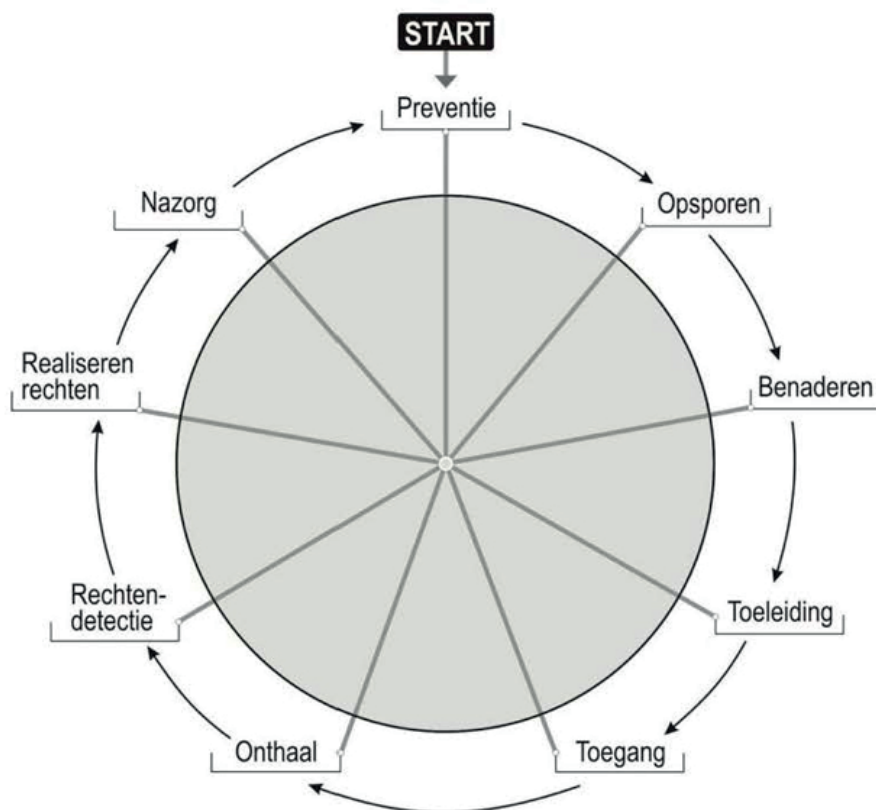 START
Preventie
Opsporen
Benaderen
Toeleiding
Toegang
Onthaal
Rechten-
detectie
Realiseren
rechten
Nazorg